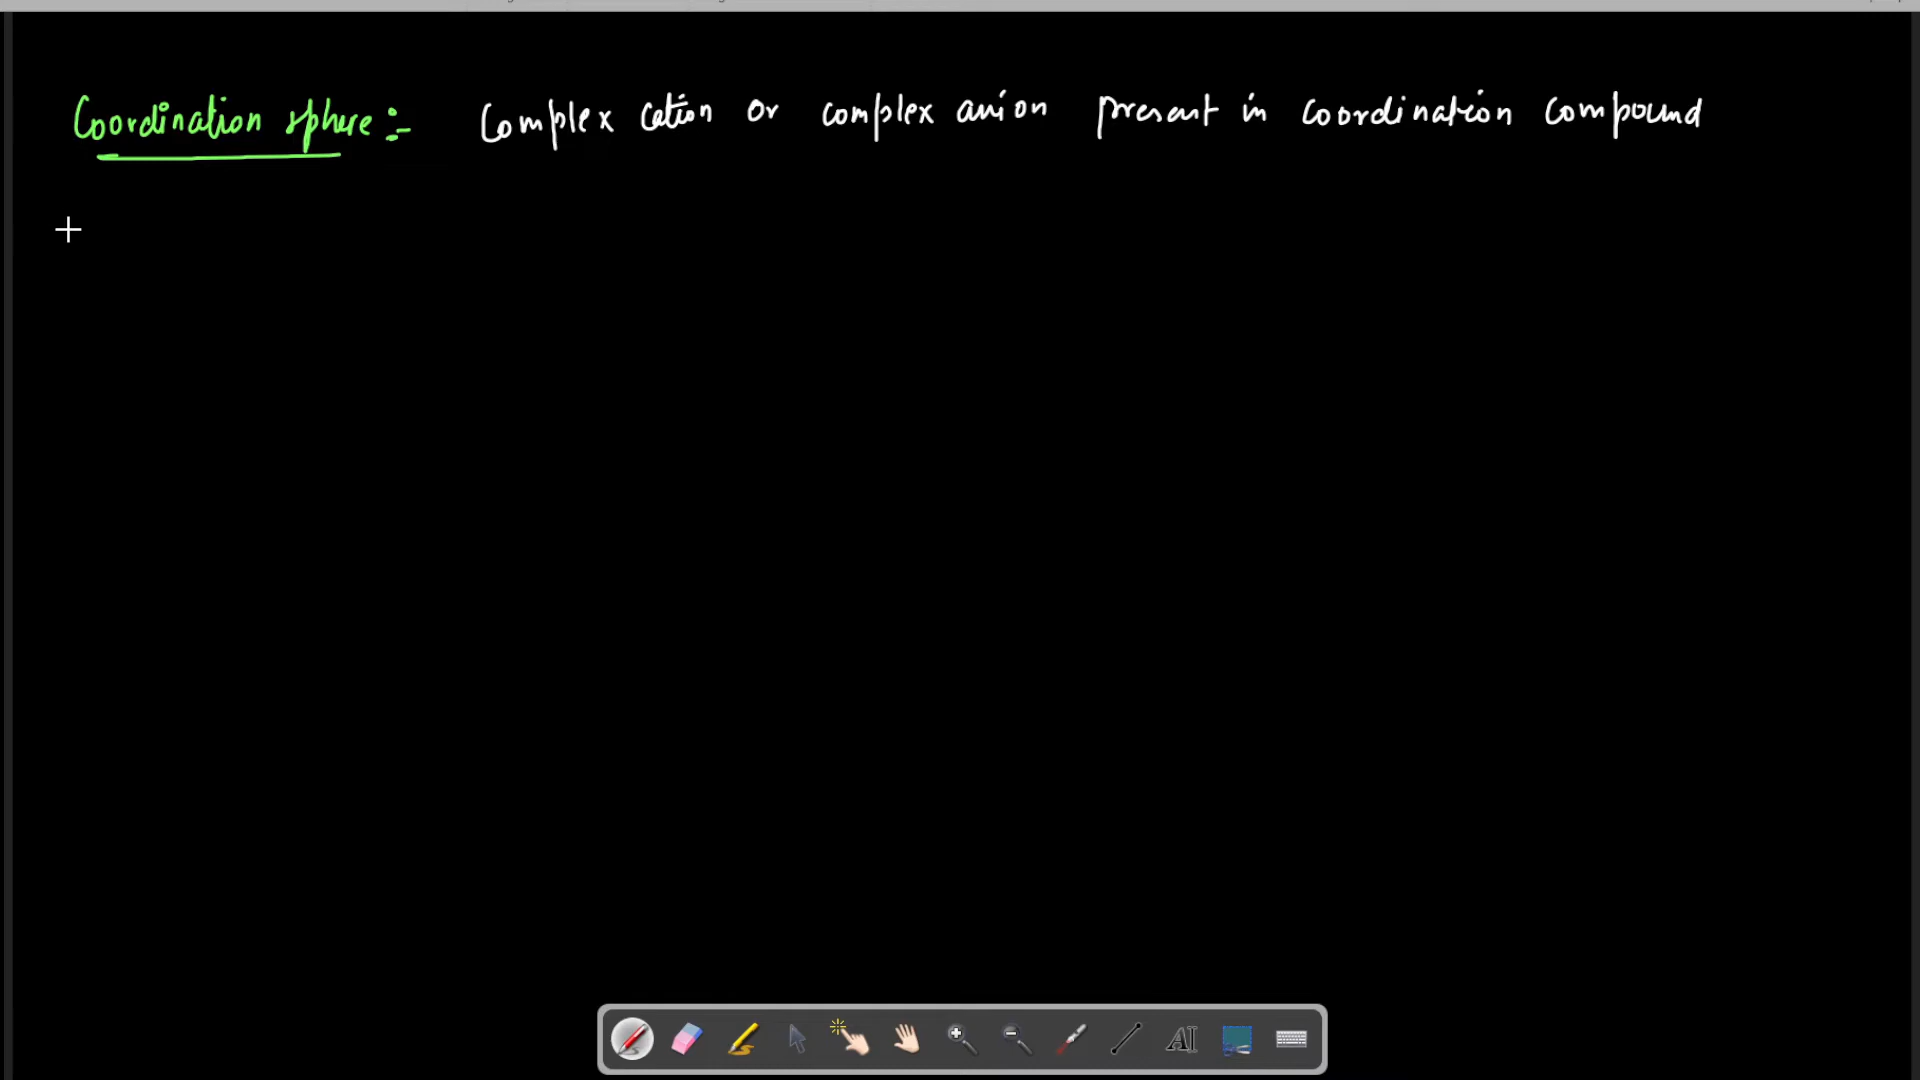 Coordination sphere :- Complex cation or complex anion present in coordination compound